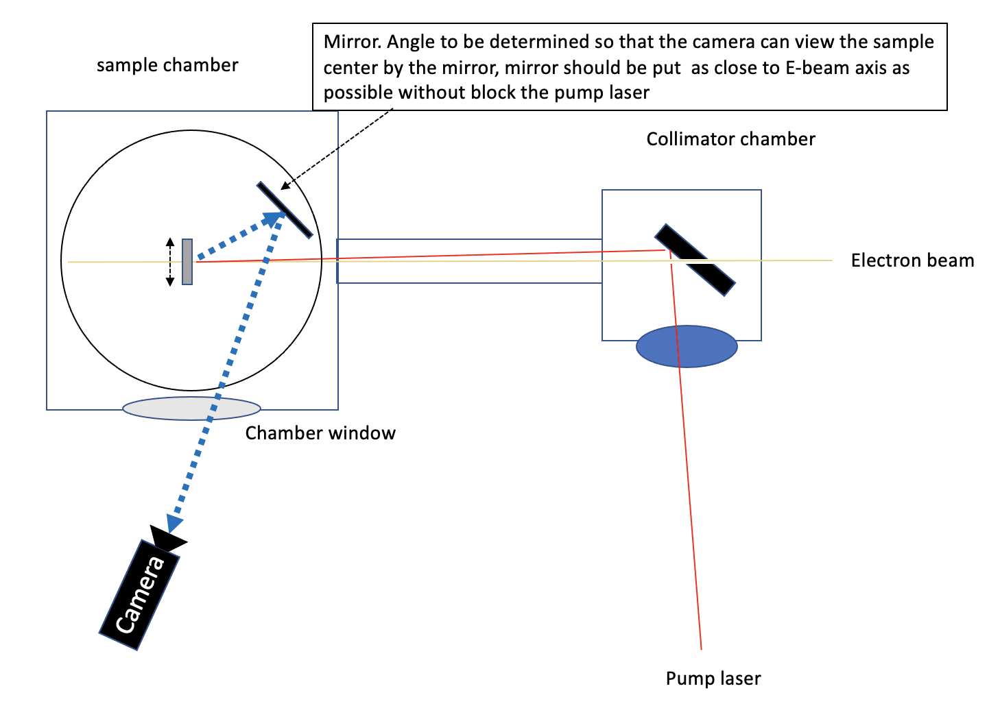 Mirror. Angle to be determined so that the camera can view the sample
center by the mirror, mirror should be put  as close to E-beam axis as
possible without block the pump laser
sample chamber
Collimator chamber
Electron beam
Chamber window
Camera
Pump laser